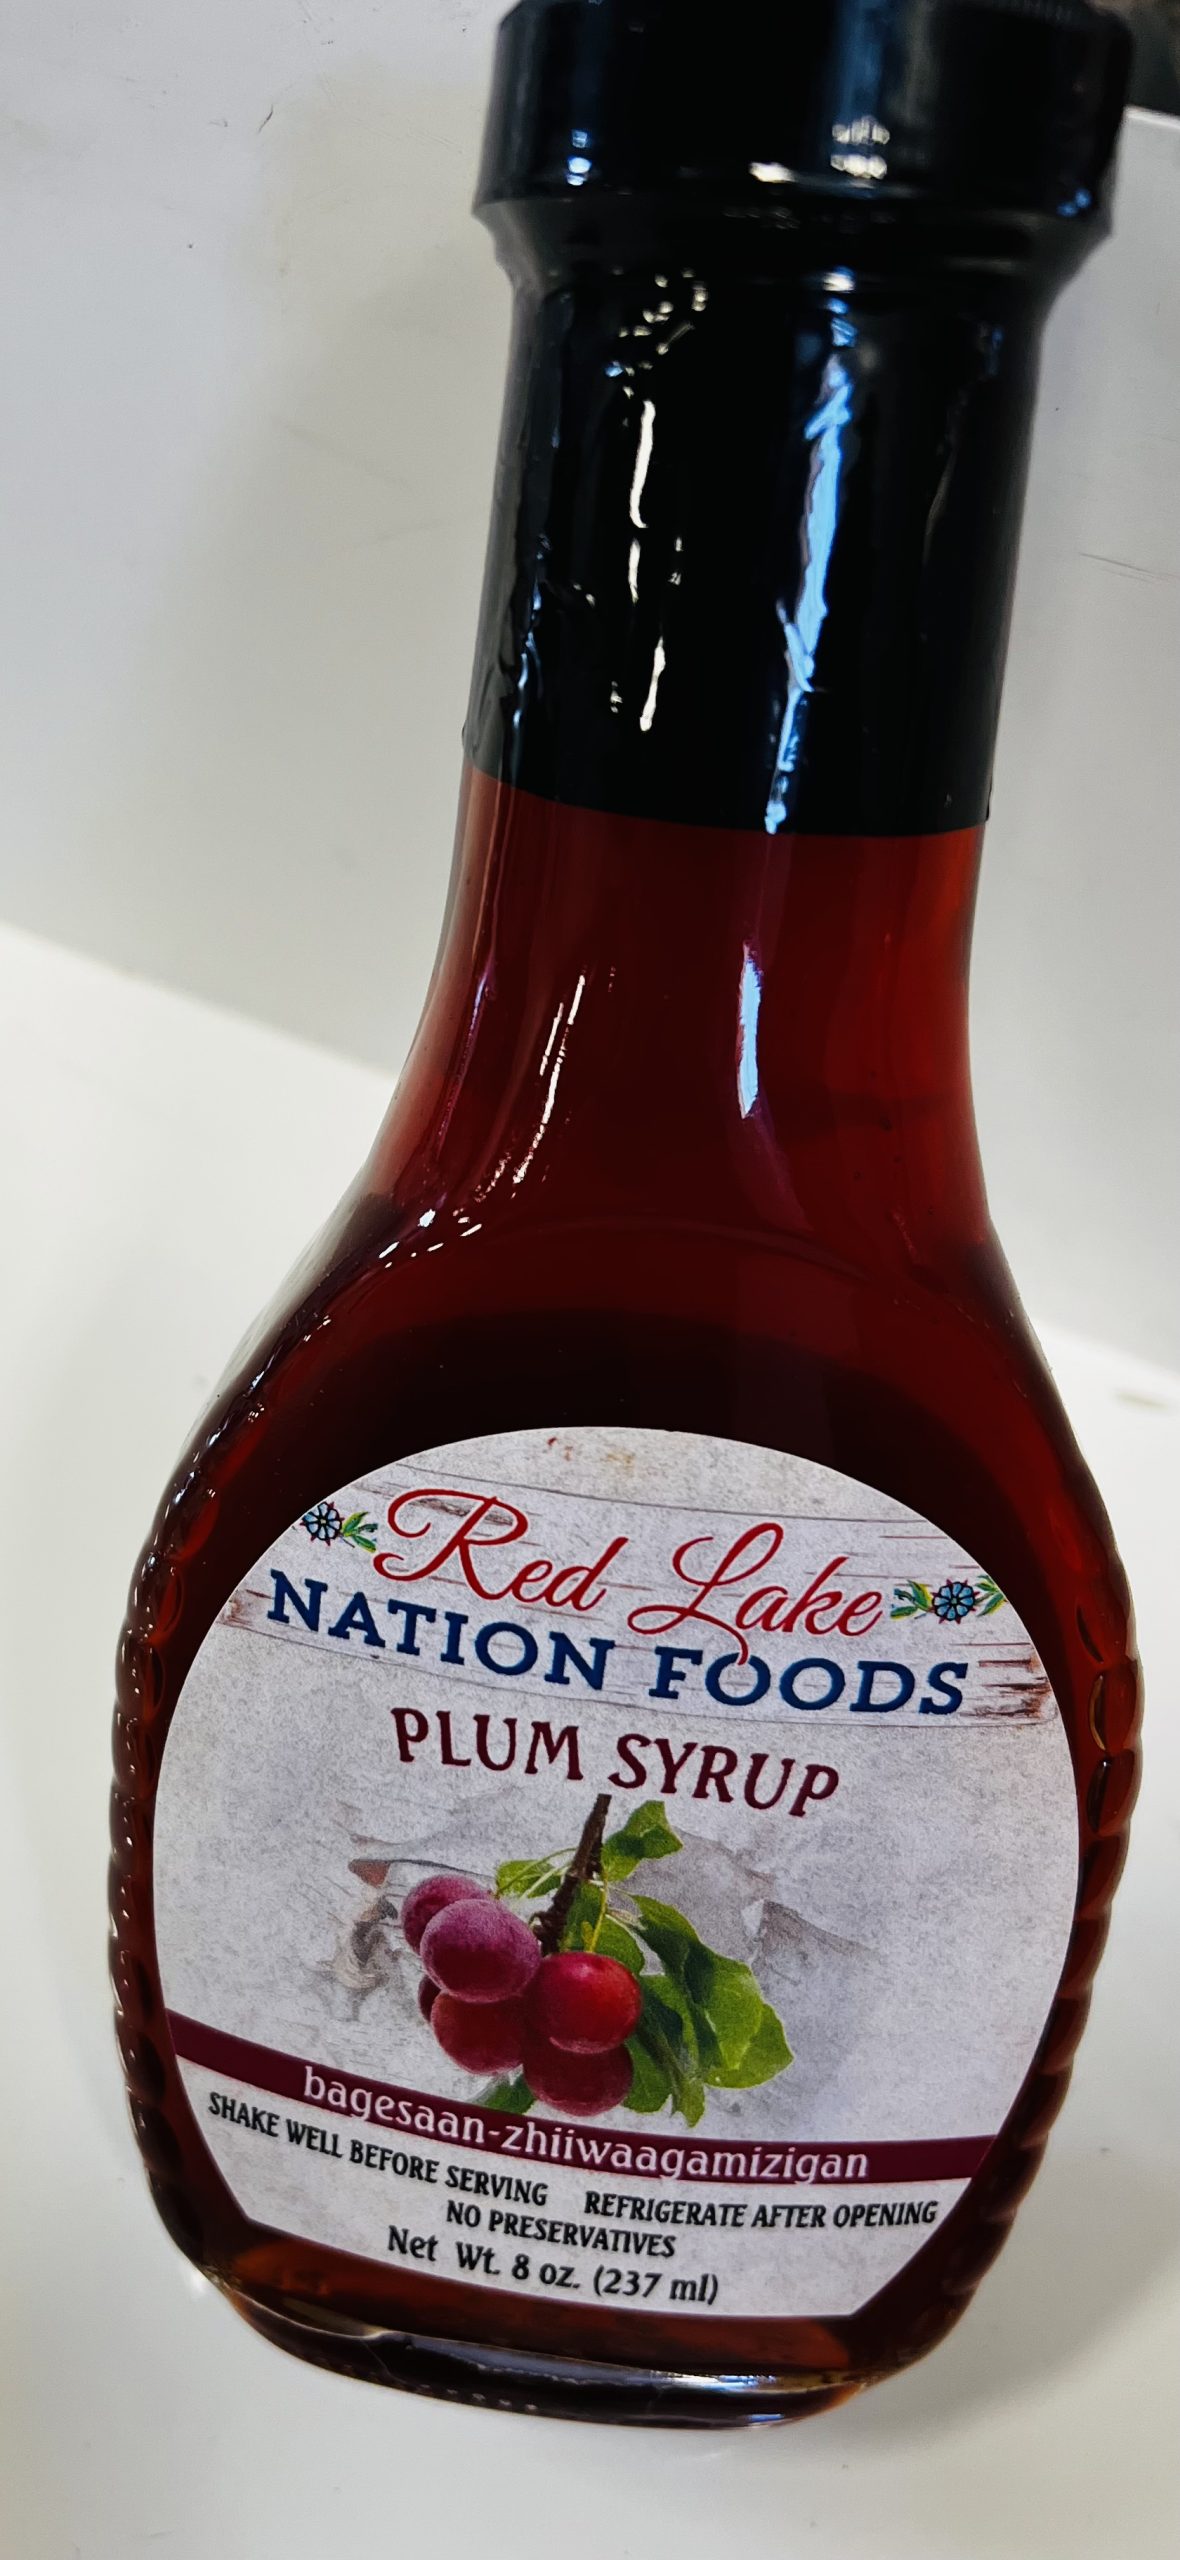 Red Lake
NATION FOODS
PLUM SYRUP
bagesaan-zhiiwaagamizigan
SHAKE WELL BEFORE SERVING REFRIGERATE AFTER OPENING
NO PRESERVATIVES
Net Wt. 8 oz. (237 ml)